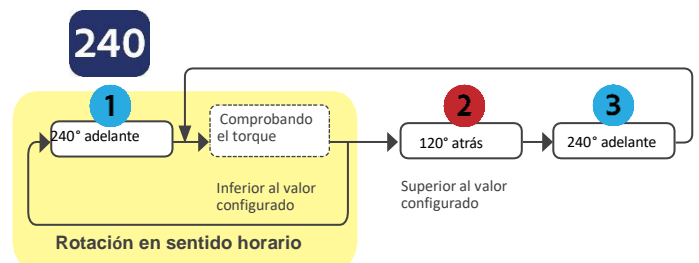 240
1
2
3
240° adelante
Comprobando
el torque
120° atrás
240° adelante
Inferior al valor
configurado
Superior al valor
configurado
Rotación en sentido horario